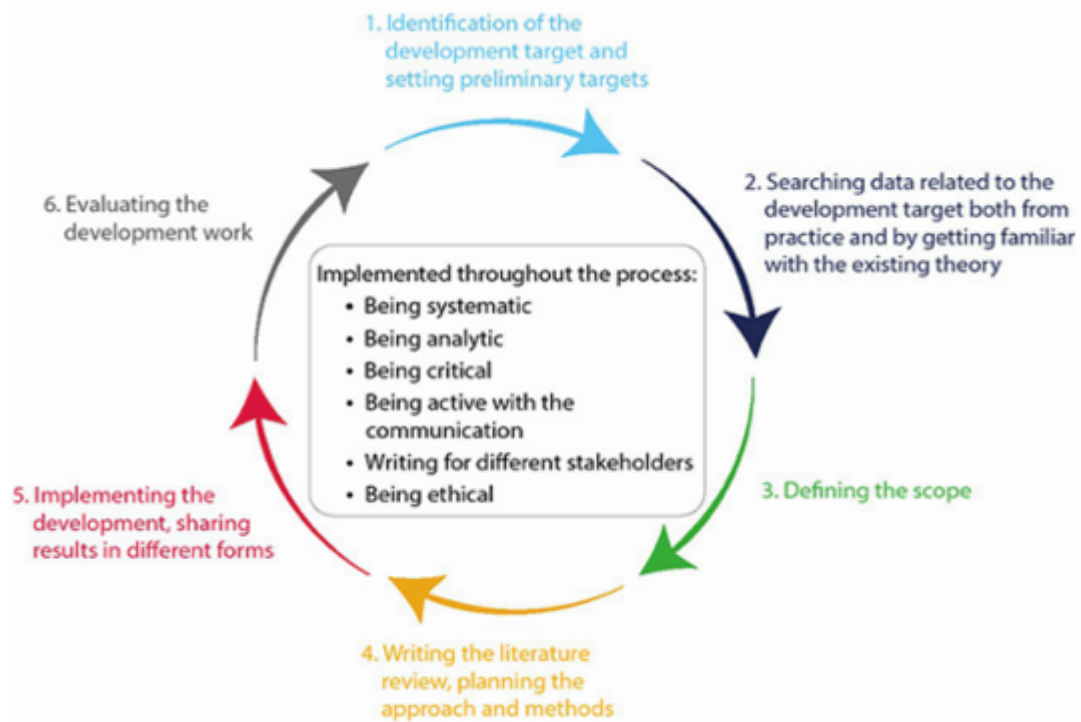 1. Identification of the
development target and
setting preliminary targets
2. Searching data related to the
development target both from
practice and by getting familiar
with the existing theory
3. Defining the scope
4. Writing the literature
review, planning the
approach and methods
5. Implementing the
development, sharing
results in different forms
6. Evaluating the
development work
Implemented throughout the process:
• Being systematic
• Being analytic
• Being critical
• Being active with the
communication
• Writing for different stakeholders
• Being ethical